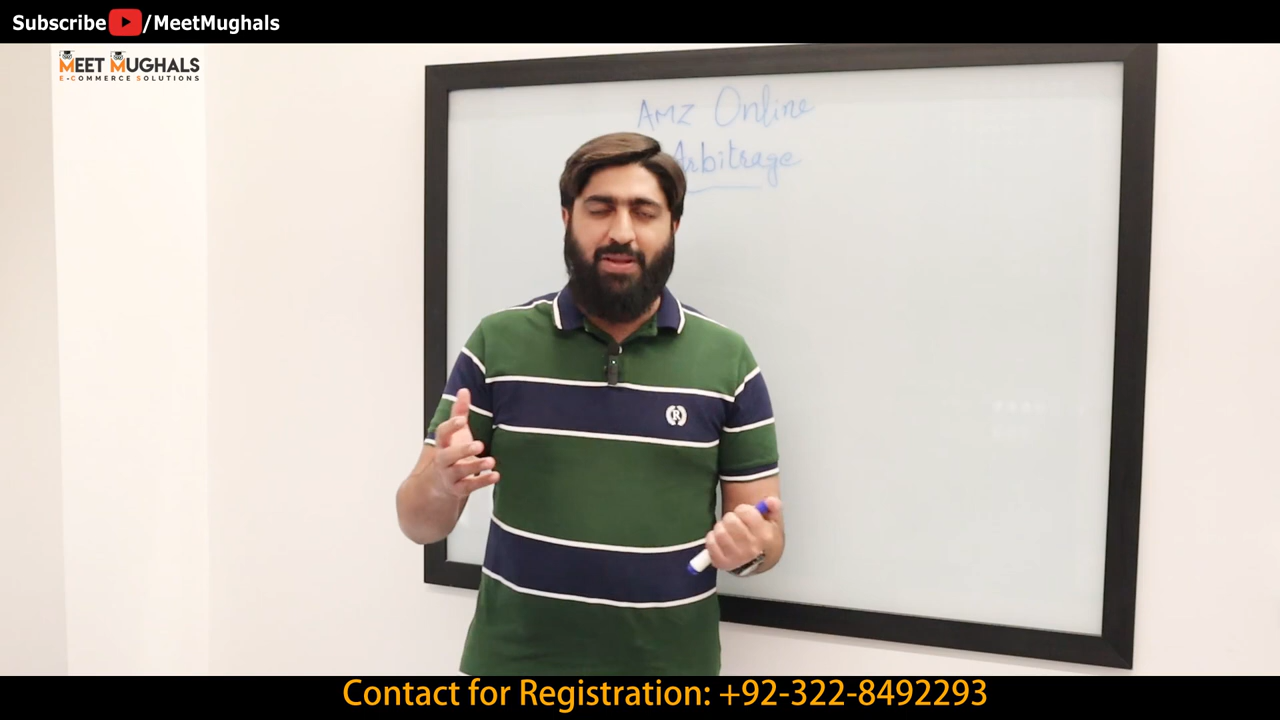 Subscribe /MeetMughals
MEET MUGHALS
E-COMMERCE SOLUTIONS
AMZ Online
Arbitrage
R
Contact for Registration: +92-322-8492293